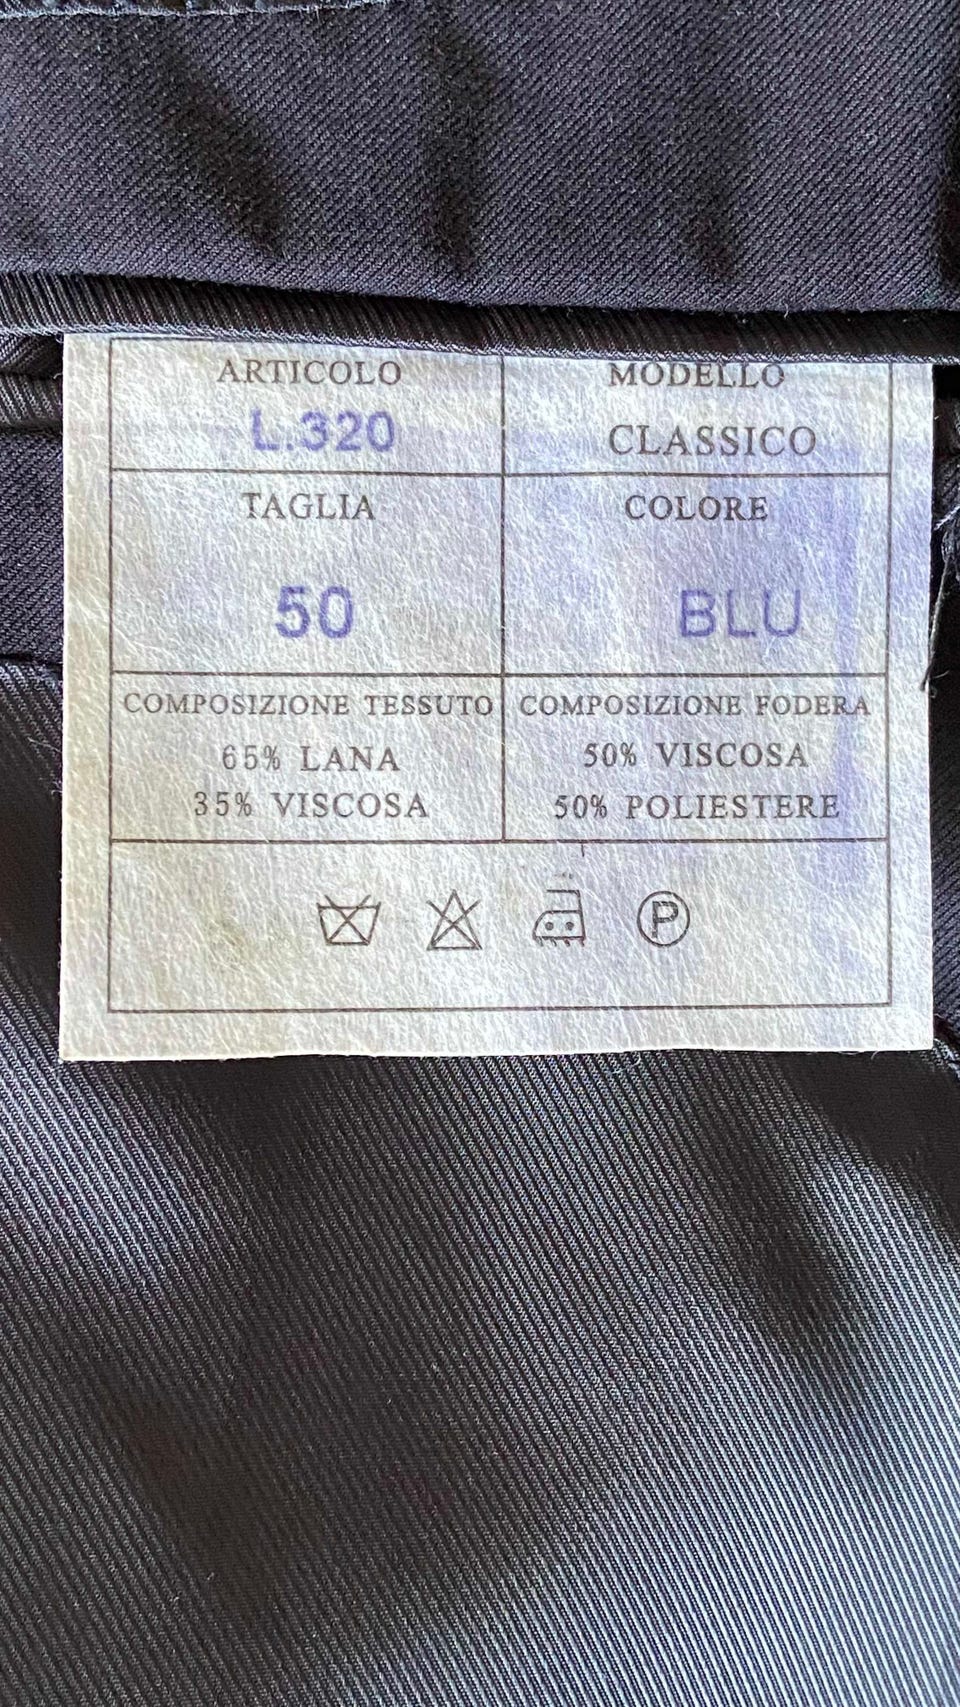 ARTICOLO
L.320
MODELLO
CLASSICO
TAGLIA
50
COLORE
BLU
COMPOSIZIONE TESSUTO
65% LANA
35% VISCOSA
COMPOSIZIONE FODERA
50% VISCOSA
50% POLIESTERE
P